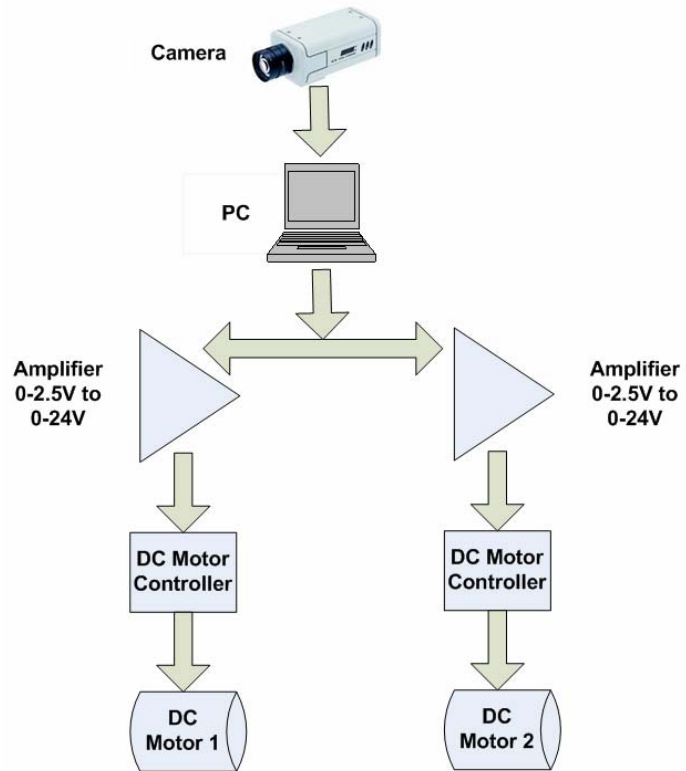 Camera
PC
Amplifier
0-2.5V to
0-24V
Amplifier
0-2.5V to
0-24V
DC Motor
Controller
DC Motor
Controller
DC
Motor 1
DC
Motor 2